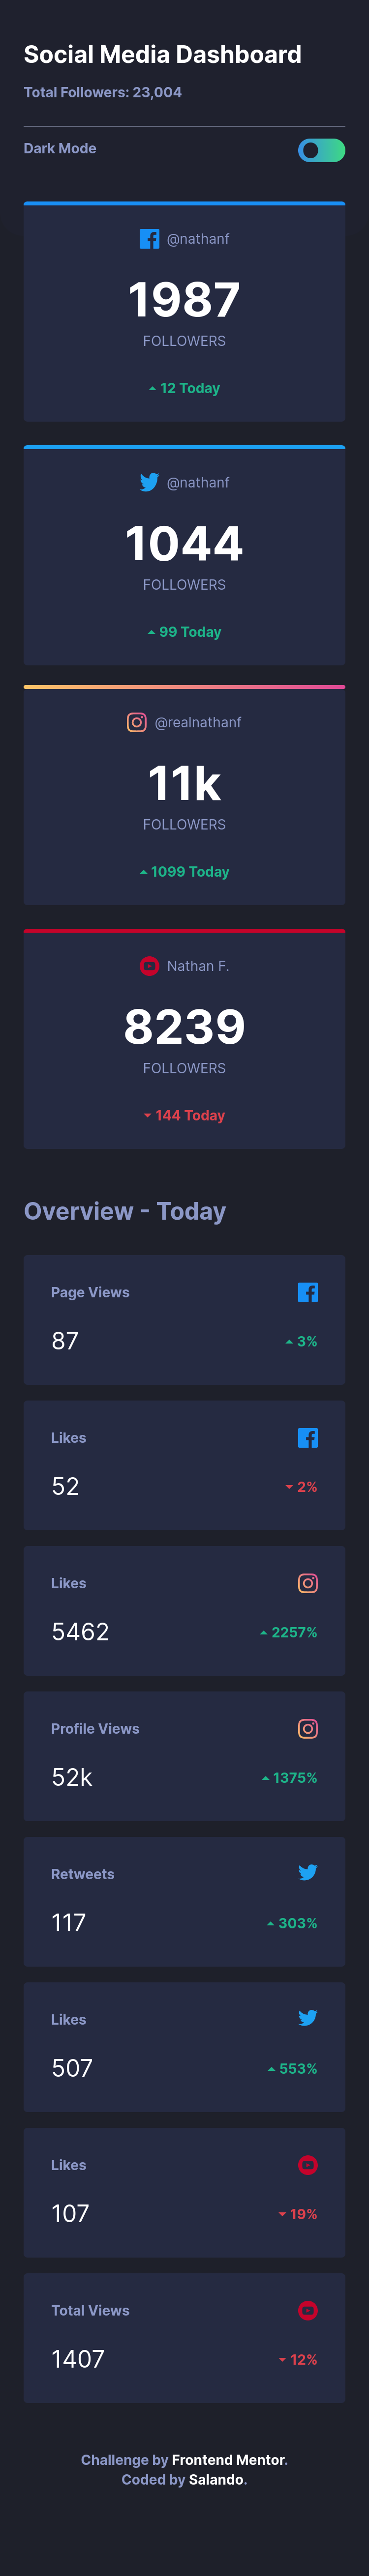 Social Media Dashboard
Total Followers: 23,004
Dark Mode
@nathanf
1987
FOLLOWERS
12 Today
@nathanf
1044
FOLLOWERS
99 Today
@realnathanf
11k
FOLLOWERS
1099 Today
Nathan F.
8239
FOLLOWERS
144 Today
Overview - Today
Page Views
87 3%
Likes
52 2%
Likes
5462 2257%
Profile Views
52k 1375%
Retweets
117 303%
Likes
507 553%
Likes
107 19%
Total Views
1407 12%
Challenge by Frontend Mentor.
Coded by Salando.